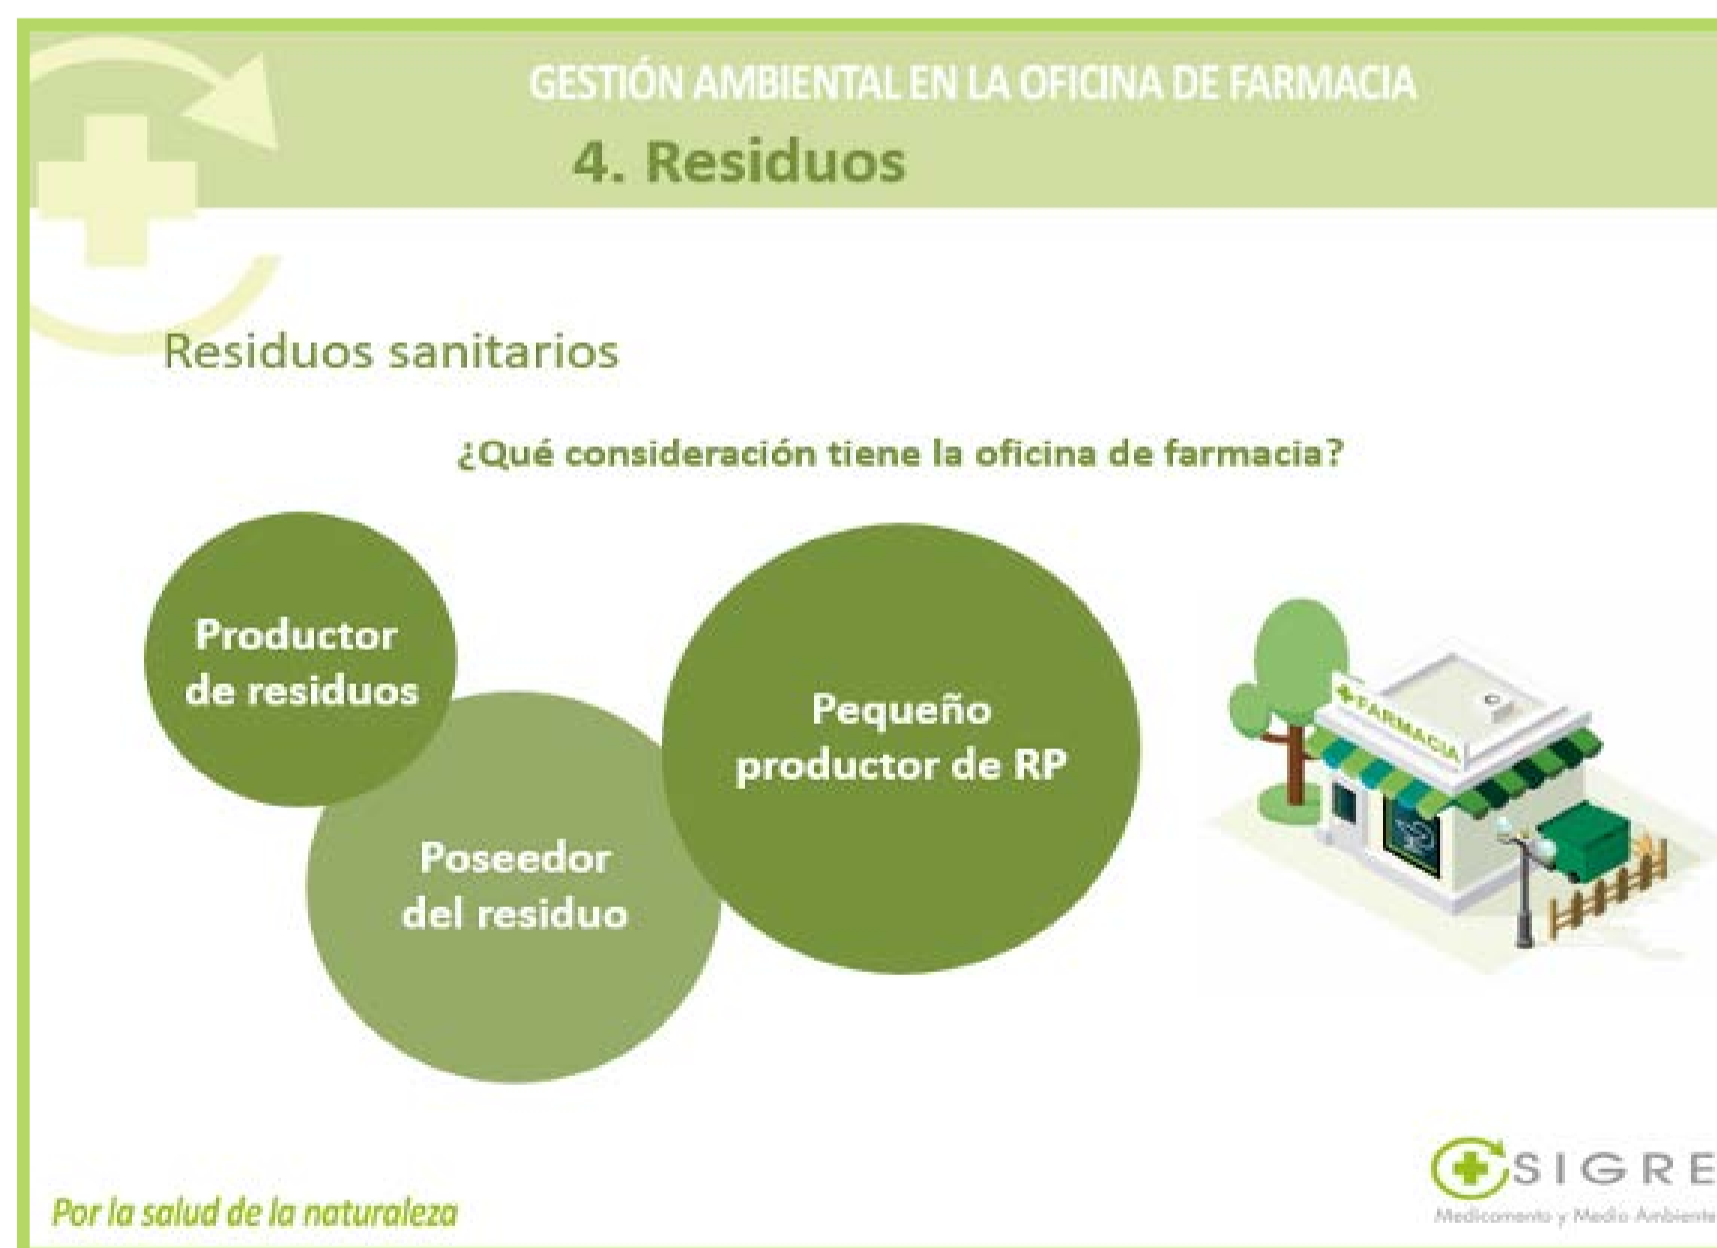 GESTIÓN AMBIENTAL EN LA OFICINA DE FARMACIA
4. Residuos
Residuos sanitarios
¿Qué consideración tiene la oficina de farmacia?
Productor
de residuos
Poseedor
del residuo
Pequeño
productor de RP
FARMACIA
Por la salud de la naturaleza
SIGRE
Medicamento y Medio Ambiente